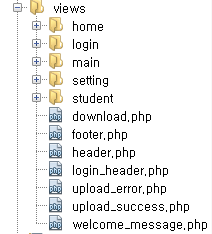 views
home
login
main
setting
student
download.php
footer.php
header.php
login_header.php
upload_error.php
upload_success.php
welcome_message.php